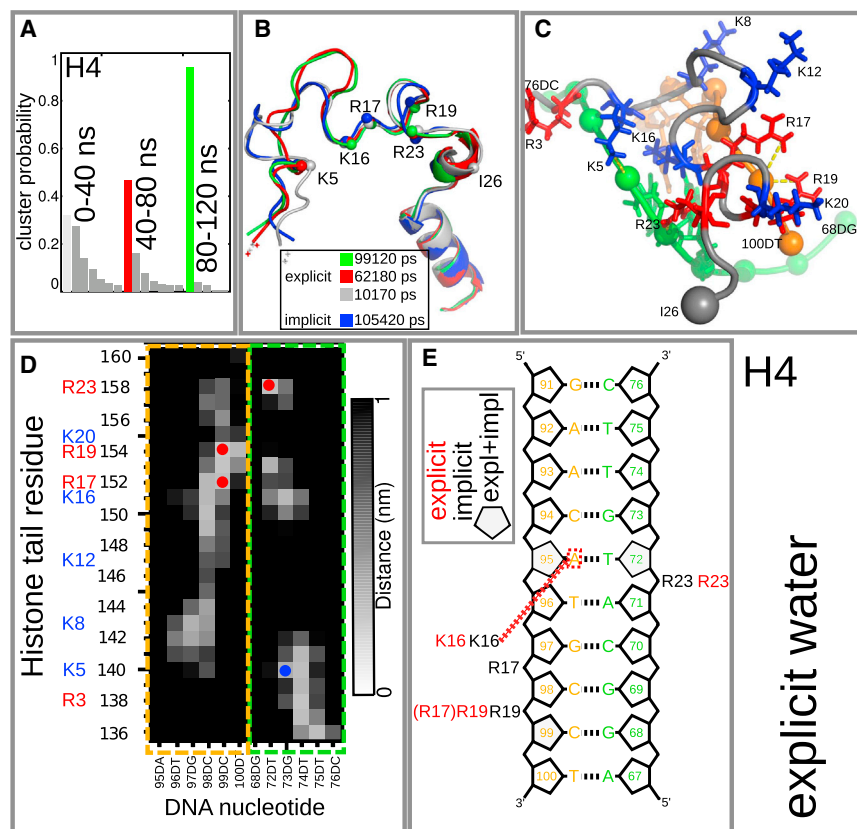 A
H4
cluster probability
1
0.8
0.6
0.4
0.2
0
0-40 ns
40-80 ns
80-120 ns
B
R17
R19
K16
R23
K5
I26
explicit
99120 ps
62180 ps
10170 ps
implicit
105420 ps
C
K8
K12
76DC
R3
K16
R17
K5
R19
K20
R23
68DG
100DT
I26
D
Histone tail residue
160
R23 158
156
K20
R19 154
R17 152
K16
150
K12 148
146
144
K8
142
K5 140
R3 138
136
95DA
96DT
97DG
98DC
99DC
100DT
68DG
72DT
73DG
74DT
75DT
76DC
DNA nucleotide
Distance (nm)
1
0
E
5' 3'
explicit
implicit
expl+impl
91 G C 76
92 A T 75
93 A T 74
94 C G 73
95 A T 72
R23 R23
96 T A 71
K16 K16
97 G C 70
R17
98 C G 69
(R17)R19R19
99 C G 68
100 T A 67
3' 5'
H4
explicit water